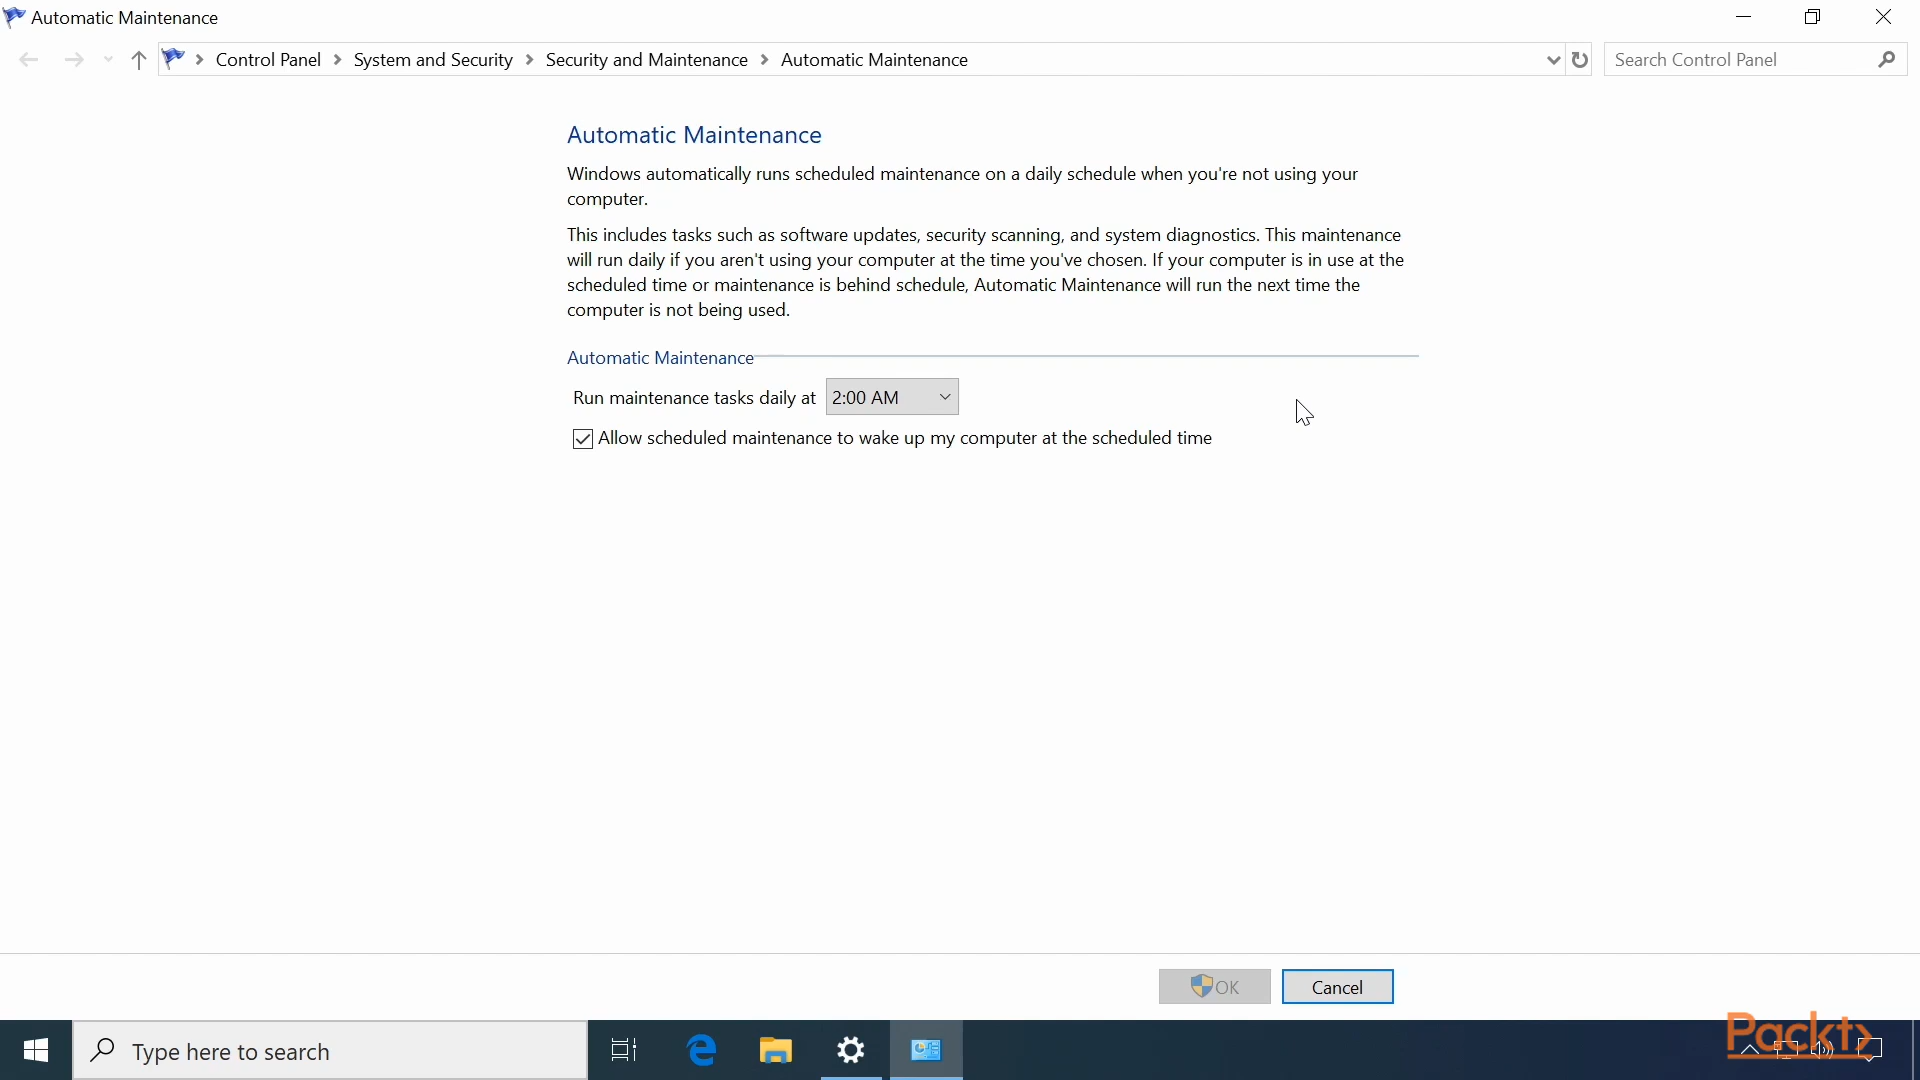 Automatic Maintenance
Control Panel > System and Security > Security and Maintenance > Automatic Maintenance
Search Control Panel
Automatic Maintenance
Windows automatically runs scheduled maintenance on a daily schedule when you're not using your
computer.
This includes tasks such as software updates, security scanning, and system diagnostics. This maintenance
will run daily if you aren't using your computer at the time you've chosen. If your computer is in use at the
scheduled time or maintenance is behind schedule, Automatic Maintenance will run the next time the
computer is not being used.
Automatic Maintenance
Run maintenance tasks daily at 2:00 AM
Allow scheduled maintenance to wake up my computer at the scheduled time
OK Cancel
Type here to search
Packt>